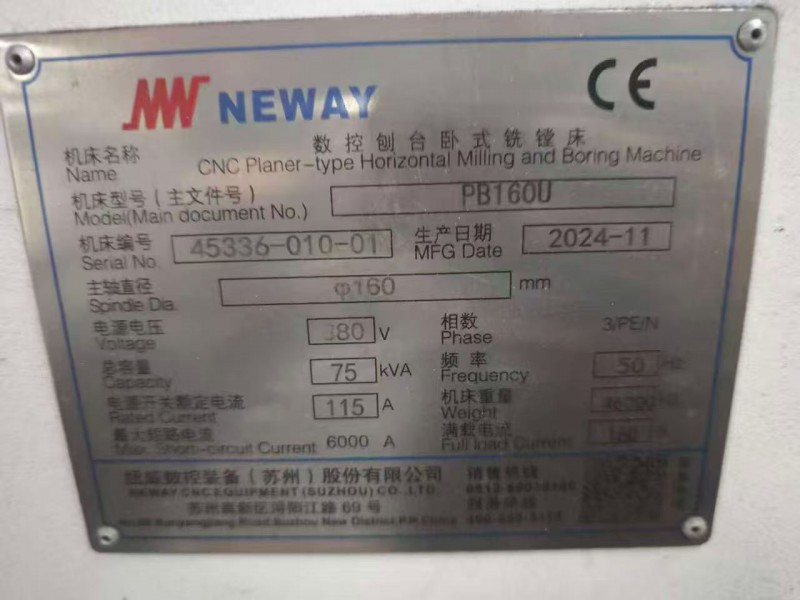 NEWAY CE
数控刨台卧式铣镗床
机床名称
Name CNC Planer-type Horizontal Milling and Boring Machine
机床型号(主文件号) PB160U
Model(Main document No.)
机床编号 45336-010-01 生产日期 2024-11
Serial No. MFG Date
主轴直径 φ160 mm
Spindle Dia.
电源电压 380 V 相数 3/PE/N
Voltage Phase
总容量 75 kVA 频率 50 Hz
Capacity Frequency
电源开关额定电流 115 A 机床重量
Rated Current Weight
最大短路电流 6000 A 满载电流
Max. Short-circuit Current Full load Current
纽威数控装备(苏州)股份有限公司 销售热线
NEWAY CNC EQUIPMENT (SUZHOU) CO., LTD.
苏州高新区浔阳江路 69 号